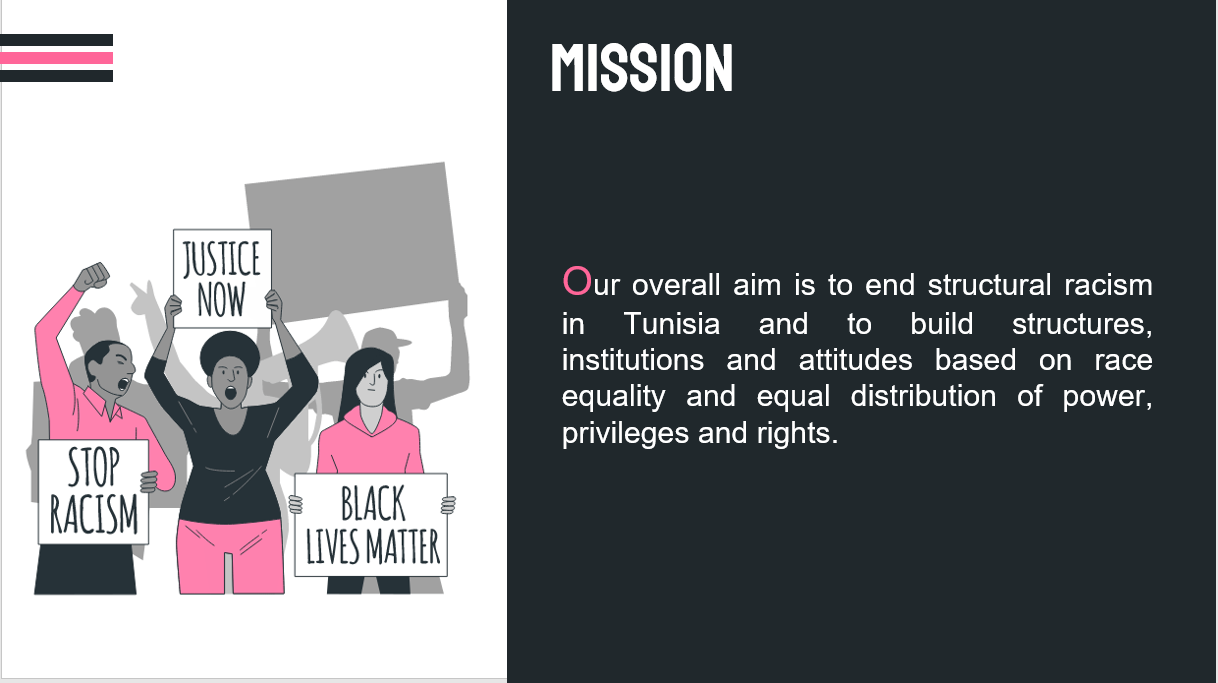 MISSION
JUSTICE
NOW
STOP
RACISM
BLACK
LIVES MATTER
Our overall aim is to end structural racism
in Tunisia and to build structures,
institutions and attitudes based on race
equality and equal distribution of power,
privileges and rights.